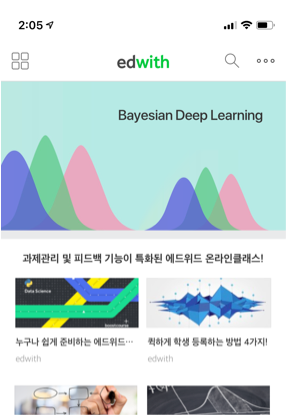 2:05
edwith
Bayesian Deep Learning
과제관리 및 피드백 기능이 특화된 에드위드 온라인클래스!
Data Science
누구나 쉽게 준비하는 에드위드...
퀵하게 학생 등록하는 방법 4가지!
edwith
edwith